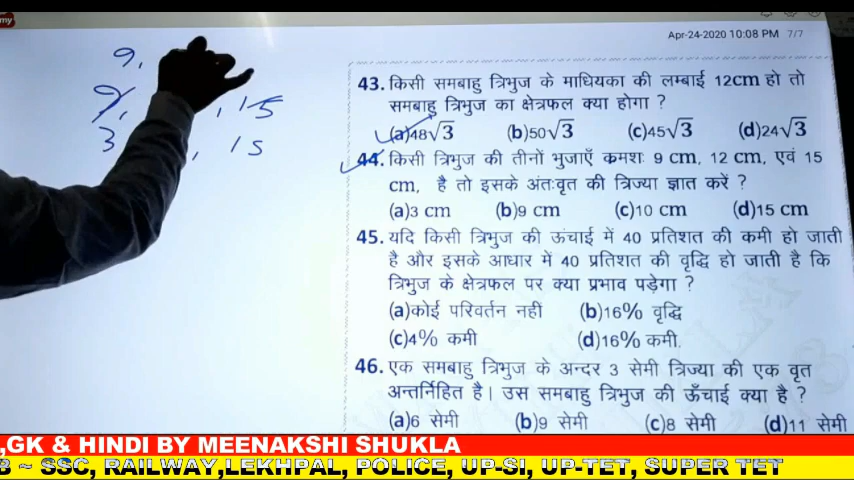 my
Apr-24-2020 10:08 PM 7/7
9,
9, , 15
3 , 15
43. किसी समबाहु त्रिभुज के माधियका की लम्बाई 12cm हो तो
समबाहु त्रिभुज का क्षेत्रफल क्या होगा ?
(a)48√3 (b)50√3 (c)45√3 (d)24√3
44. किसी त्रिभुज की तीनों भुजाएँ कमशः 9 cm, 12 cm, एवं 15
cm, है तो इसके अंतःवृत की त्रिज्या ज्ञात करें ?
(a)3 cm (b)9 cm (c)10 cm (d)15 cm
45. यदि किसी त्रिभुज की ऊंचाई में 40 प्रतिशत की कमी हो जाती
है और इसके आधार में 40 प्रतिशत की वृद्धि हो जाती है कि
त्रिभुज के क्षेत्रफल पर क्या प्रभाव पड़ेगा ?
(a)कोई परिवर्तन नही (b)16% वृद्धि
(c)4% कमी (d)16% कमी.
46. एक समबाहु त्रिभुज के अन्दर 3 सेमी त्रिज्या की एक वृत
अन्तर्निहित है। उस समबाहु त्रिभुज की ऊँचाई क्या है ?
(a)6 सेमी (b)9 सेमी (c)8 सेमी (d)11 सेमी
,GK & HINDI BY MEENAKSHI SHUKLA
B ~ SSC, RAILWAY,LEKHPAL, POLICE, UP-SI, UP-TET, SUPER TET